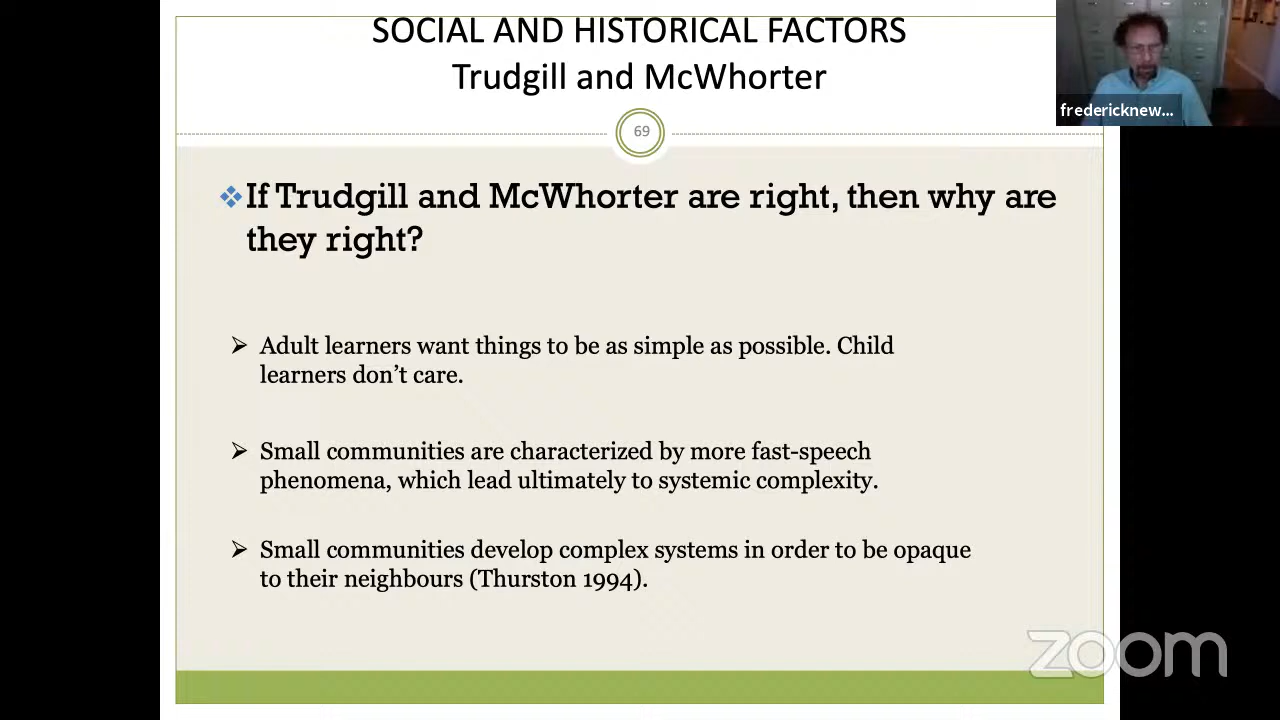 SOCIAL AND HISTORICAL FACTORS
Trudgill and McWhorter
fredericknew...
69
If Trudgill and McWhorter are right, then why are
they right?
Adult learners want things to be as simple as possible. Child
learners don’t care.
Small communities are characterized by more fast-speech
phenomena, which lead ultimately to systemic complexity.
Small communities develop complex systems in order to be opaque
to their neighbours (Thurston 1994).
zoom